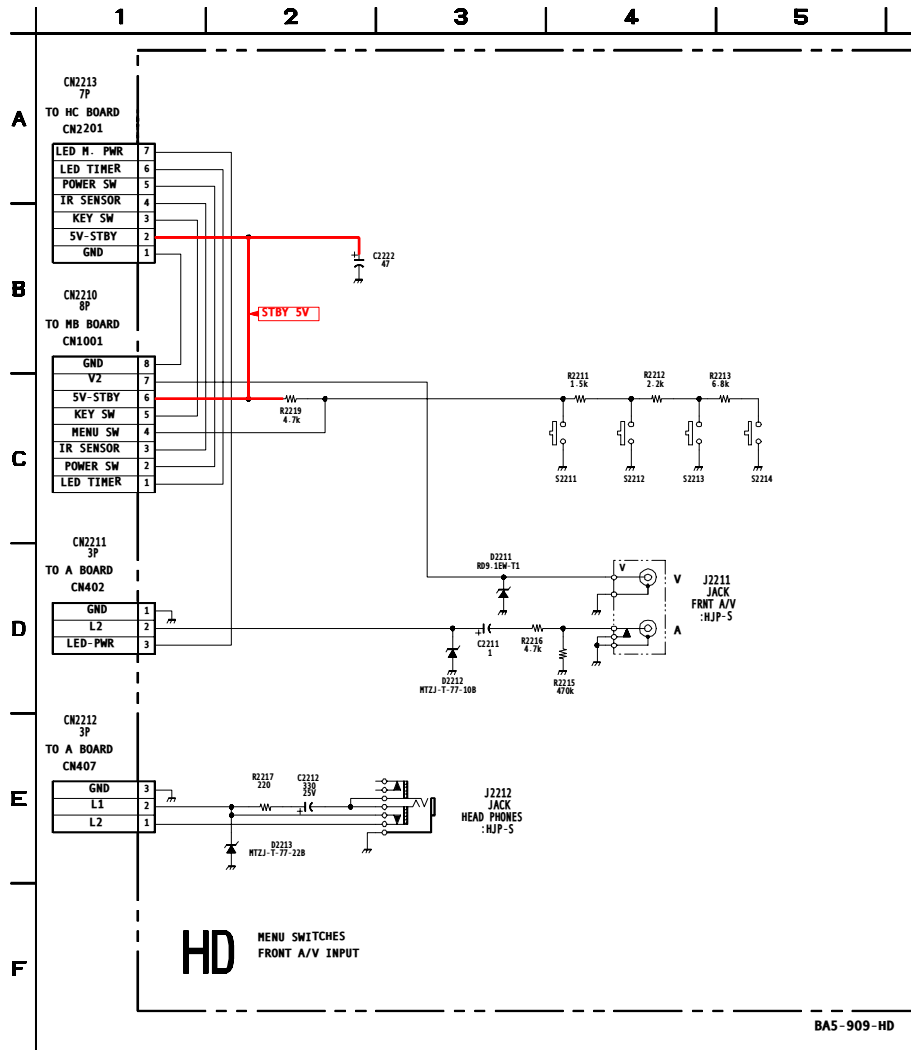 1 2 3 4 5
A
CN2213
7P
TO HC BOARD
CN2201
LED M. PWR 7
LED TIMER 6
POWER SW 5
IR SENSOR 4
KEY SW 3
5V-STBY 2
GND 1
+
C2222
47
B
CN2210
8P
TO MB BOARD
CN1001
STBY 5V
GND 8
V2 7
5V-STBY 6
KEY SW 5
MENU SW 4
IR SENSOR 3
POWER SW 2
LED TIMER 1
R2219
4.7k
R2211
1.5k
R2212
2.2k
R2213
6.8k
C
S2211
S2212
S2213
S2214
CN2211
3P
TO A BOARD
CN402
GND 1
L2 2
LED-PWR 3
D
D2211
RD9.1EW-T1
V
V
A
J2211
JACK
FRNT A/V
:HJP-S
+
C2211
1
R2216
4.7k
D2212
MTZJ-T-77-10B
R2215
470k
CN2212
3P
TO A BOARD
CN407
GND 3
L1 2
L2 1
E
R2217
220
C2212
330
25V
+
D2213
MTZJ-T-77-22B
J2212
JACK
HEAD PHONES
:HJP-S
F
HD
MENU SWITCHES
FRONT A/V INPUT
BA5-909-HD